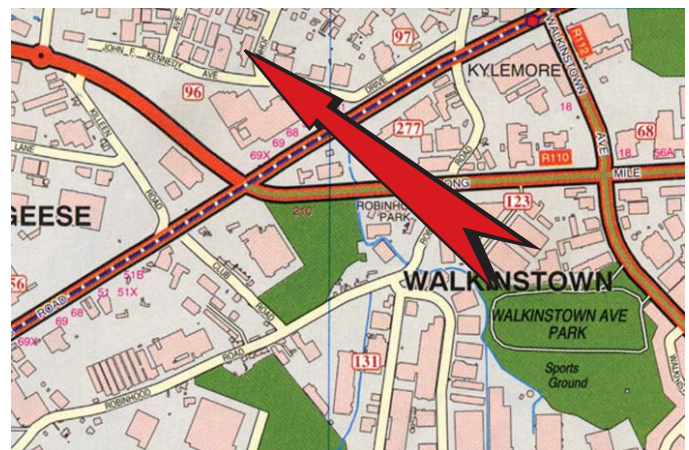 JOHN F. KENNEDY AVE
AVE
97
DRIVE
KYLEMORE
WALKINSTOWN AVE
R112
96
KILLEEN ROAD
LANE
68
69
69X
277
18
68
18
56A
R110
LONG MILE
ROAD
123
210
ROBINHOOD
PARK
GEESE
56
ROAD
51B
51
51X
68
69
69X
CLUB ROAD
WALKINSTOWN
WALKINSTOWN AVE
PARK
Sports
Ground
131
ROBINHOOD ROAD